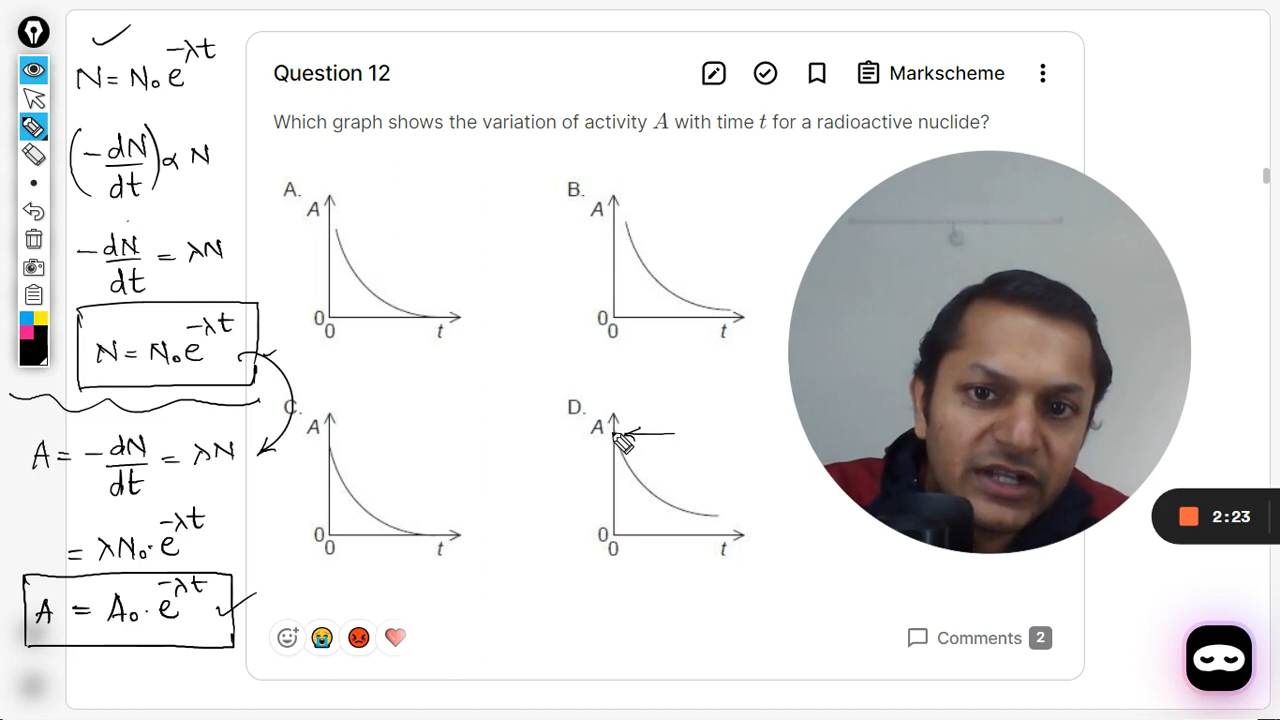 N = N₀ e^-λt
(-dN/dt) ∝ N
-dN/dt = λN
N = N₀ e^-λt
A = -dN/dt = λN
= λN₀ · e^-λt
A = A₀ · e^-λt
Question 12
Markscheme
Which graph shows the variation of activity A with time t for a radioactive nuclide?
A.
A
0
0
t
B.
A
0
0
t
C.
A
0
0
t
D.
A
0
0
t
Comments 2
2:23